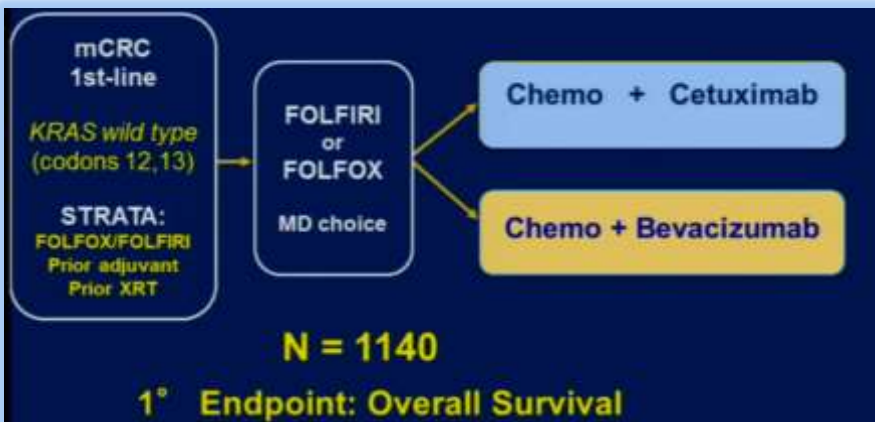 mCRC
1st-line
KRAS wild type
(codons 12,13)
STRATA:
FOLFOX/FOLFIRI
Prior adjuvant
Prior XRT
FOLFIRI
or
FOLFOX
MD choice
Chemo + Cetuximab
Chemo + Bevacizumab
N = 1140
1° Endpoint: Overall Survival